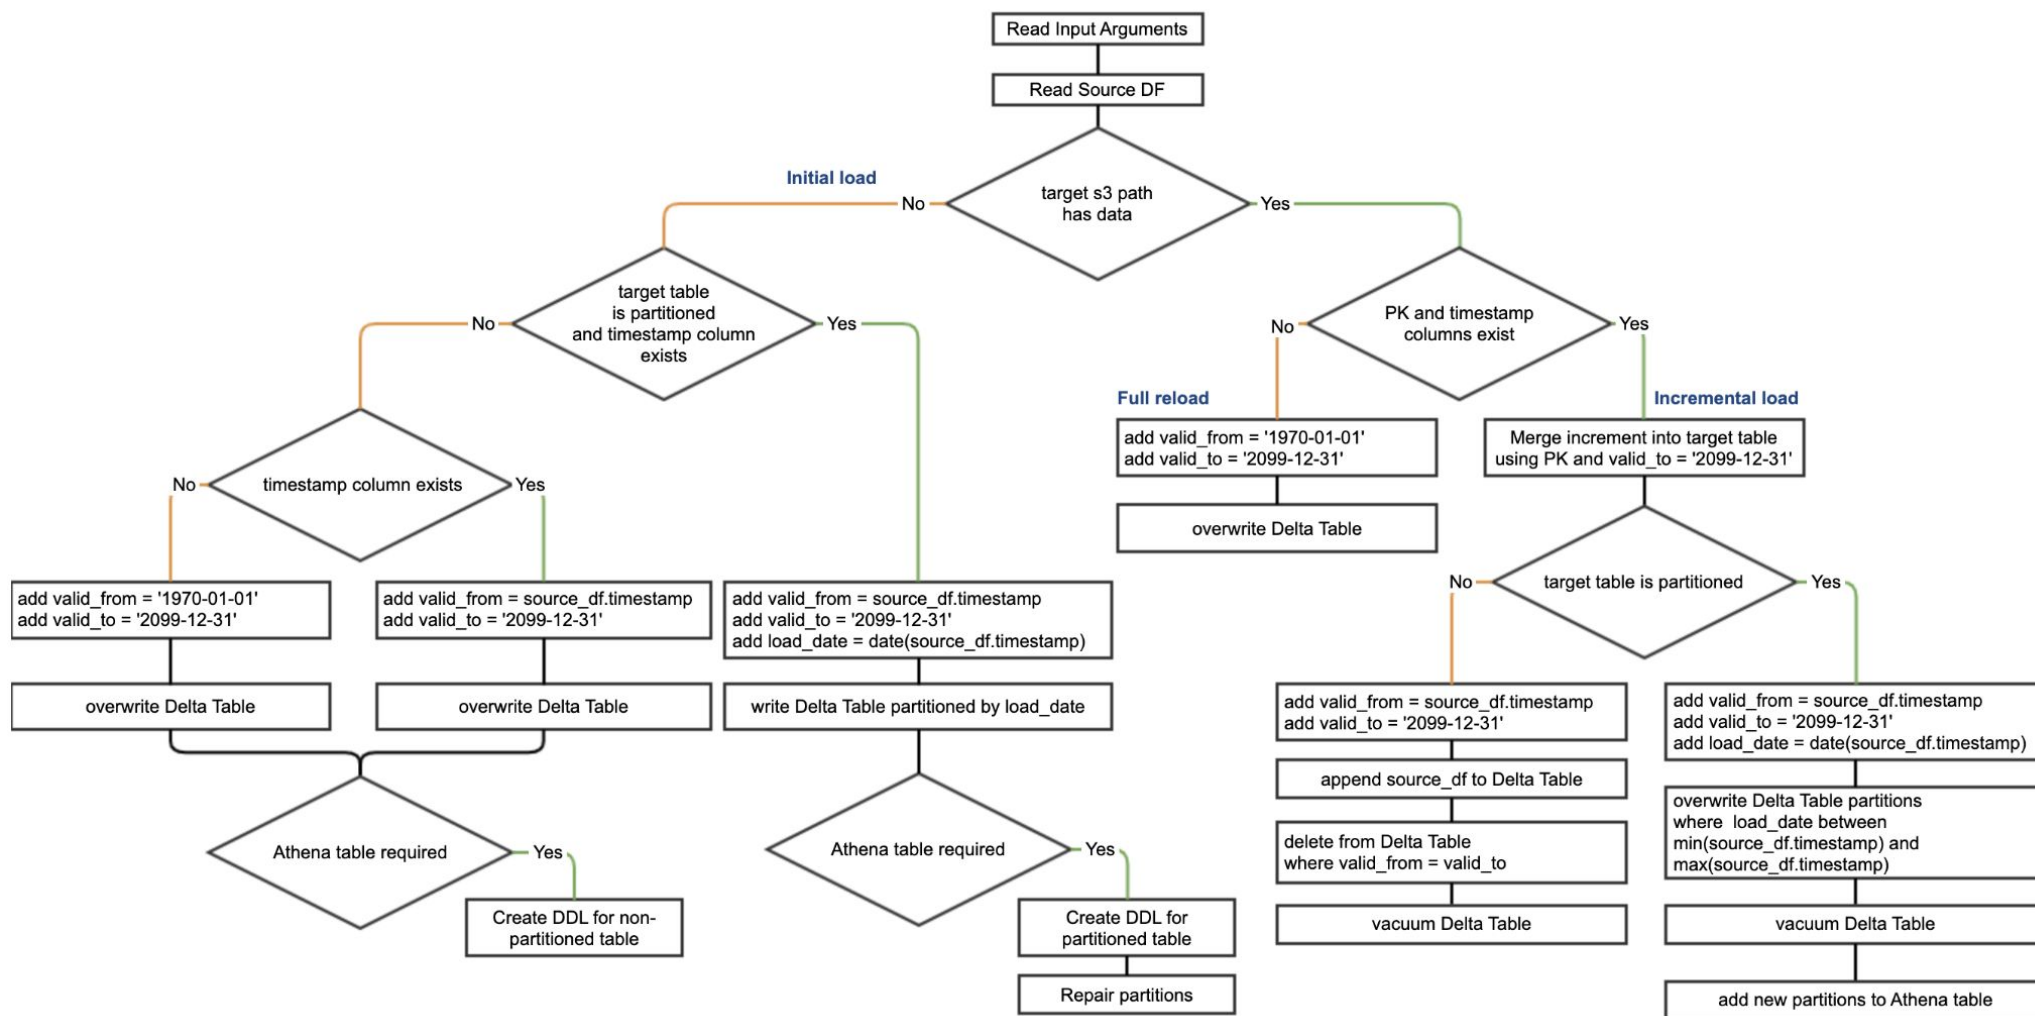 Read Input Arguments
Read Source DF
target s3 path
has data
Initial load
No
Yes
target table
is partitioned
and timestamp column
exists
No
Yes
PK and timestamp
columns exist
No
Yes
Full reload
Incremental load
add valid_from = '1970-01-01'
add valid_to = '2099-12-31'
overwrite Delta Table
Merge increment into target table
using PK and valid_to = '2099-12-31'
timestamp column exists
No
Yes
target table is partitioned
No
Yes
add valid_from = '1970-01-01'
add valid_to = '2099-12-31'
overwrite Delta Table
add valid_from = source_df.timestamp
add valid_to = '2099-12-31'
overwrite Delta Table
add valid_from = source_df.timestamp
add valid_to = '2099-12-31'
add load_date = date(source_df.timestamp)
write Delta Table partitioned by load_date
add valid_from = source_df.timestamp
add valid_to = '2099-12-31'
append source_df to Delta Table
delete from Delta Table
where valid_from = valid_to
vacuum Delta Table
add valid_from = source_df.timestamp
add valid_to = '2099-12-31'
add load_date = date(source_df.timestamp)
overwrite Delta Table partitions
where load_date between
min(source_df.timestamp) and
max(source_df.timestamp)
vacuum Delta Table
add new partitions to Athena table
Athena table required
Yes
Create DDL for non-
partitioned table
Athena table required
Yes
Create DDL for
partitioned table
Repair partitions